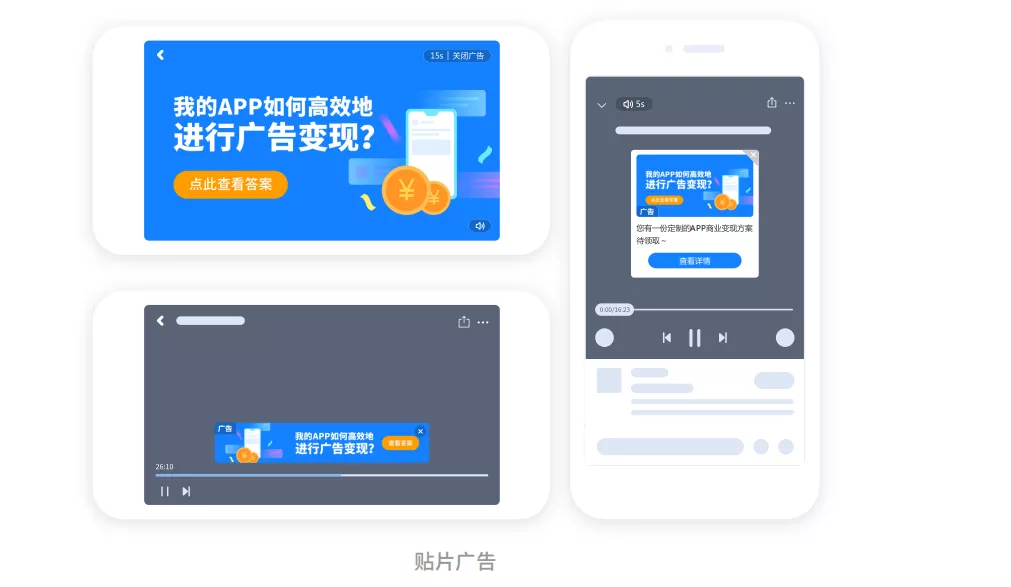 15s | 关闭广告
我的APP如何高效地
进行广告变现?
点此查看答案
广告
我的APP如何高效地
进行广告变现?
查看答案
26:10
5s
我的APP如何高效地
进行广告变现?
点此查看答案
广告
您有一份定制的APP商业变现方案
待领取~
查看详情
0:00/16:23
贴片广告